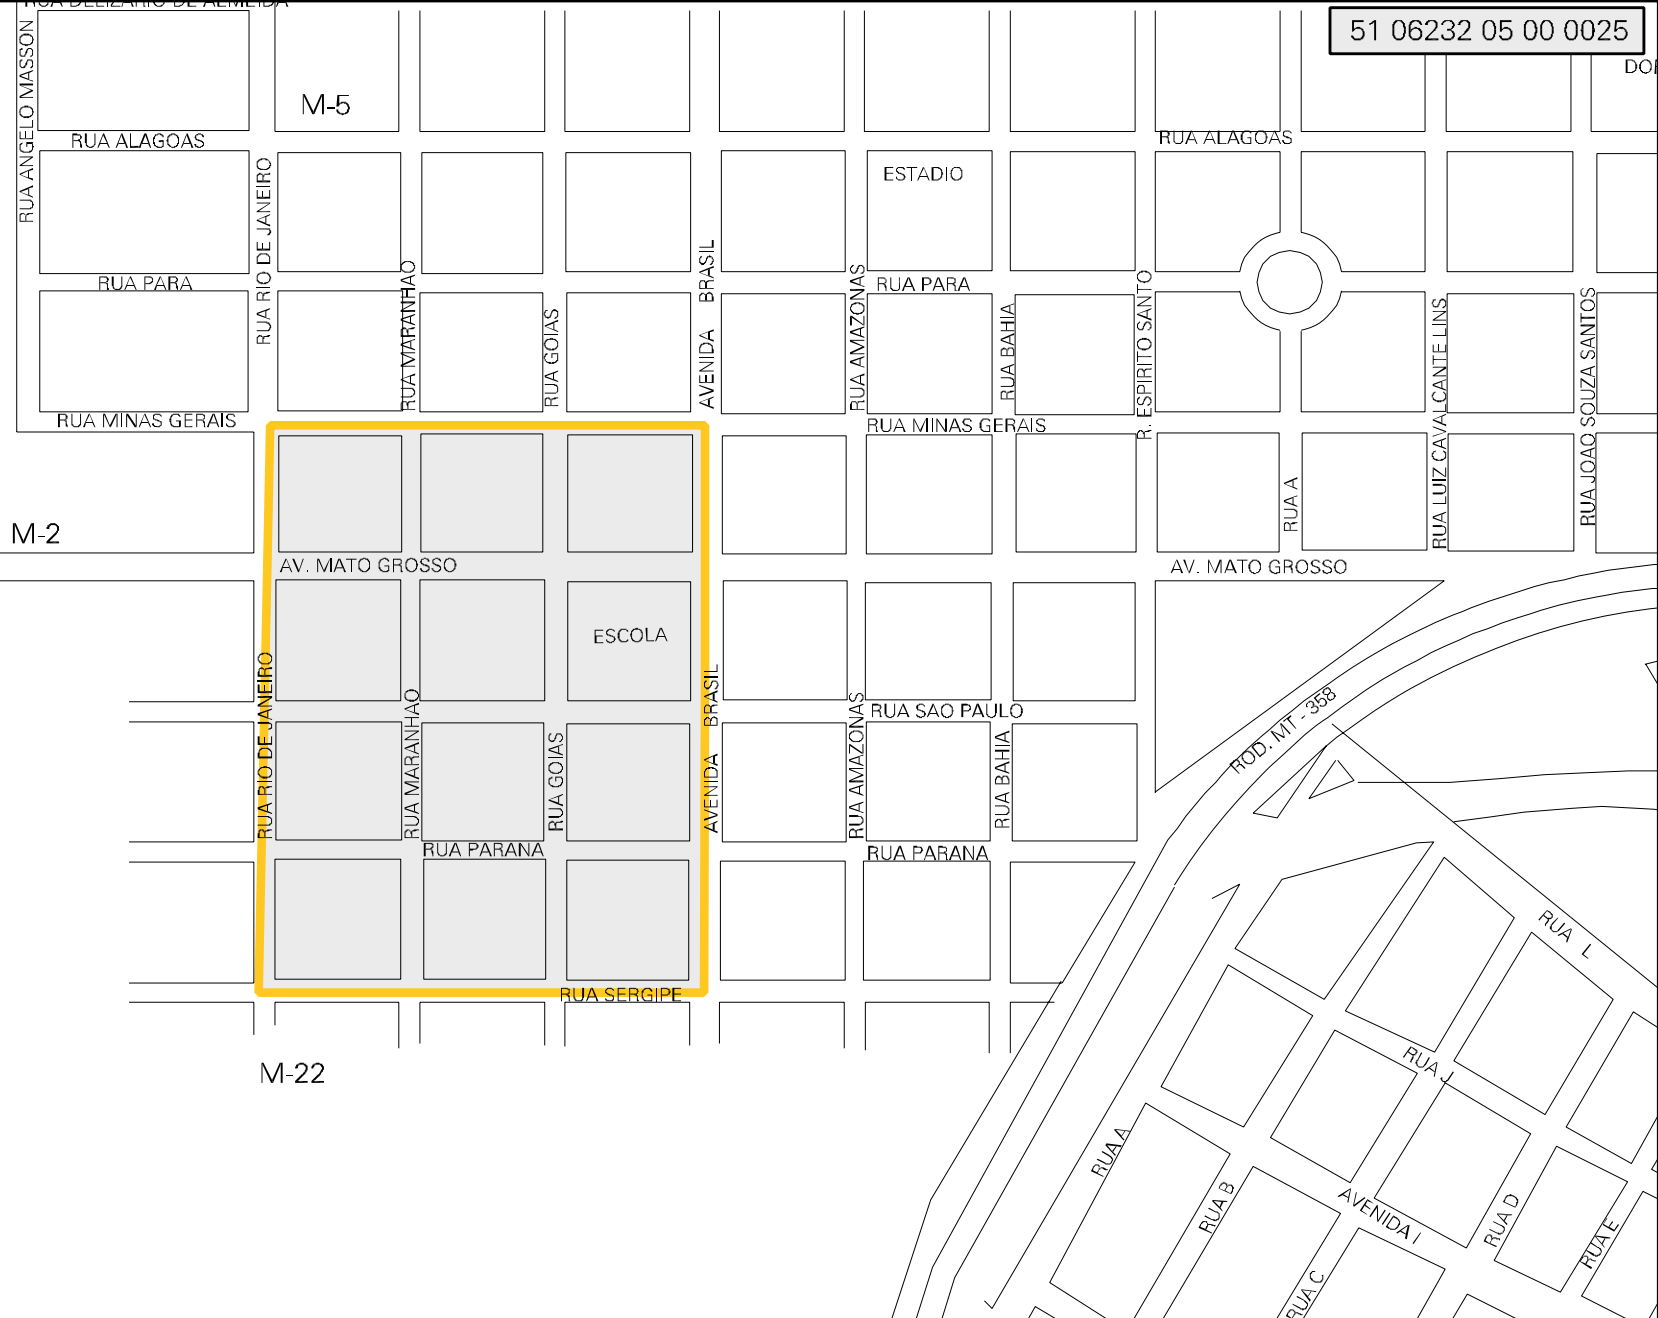 RUA BELIZARIO DE ALMEIDA
51 06232 05 00 0025
RUA ANGELO MASSON
M-5
RUA ALAGOAS
RUA ALAGOAS
RUA RIO DE JANEIRO
ESTADIO
RUA PARA
RUA MARANHAO
RUA GOIAS
AVENIDA BRASIL
RUA AMAZONAS
RUA PARA
RUA BAHIA
R. ESPIRITO SANTO
RUA LUIZ CAVALCANTE LINS
RUA JOAO SOUZA SANTOS
RUA MINAS GERAIS
RUA MINAS GERAIS
RUA A
M-2
AV. MATO GROSSO
AV. MATO GROSSO
ESCOLA
RUA RIO DE JANEIRO
RUA MARANHAO
RUA GOIAS
AVENIDA BRASIL
RUA AMAZONAS
RUA SAO PAULO
RUA BAHIA
ROD. MT - 358
RUA PARANA
RUA PARANA
RUA L
RUA SERGIPE
M-22
RUA J
RUA A
RUA B
AVENIDA I
RUA D
RUA E
RUA C